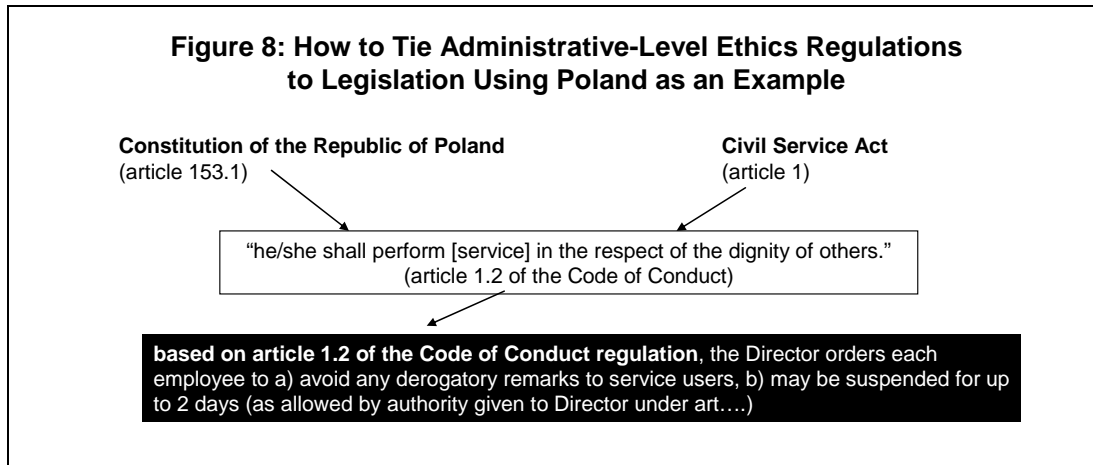 Figure 8: How to Tie Administrative-Level Ethics Regulations
to Legislation Using Poland as an Example
Constitution of the Republic of Poland
(article 153.1)
Civil Service Act
(article 1)
“he/she shall perform [service] in the respect of the dignity of others.”
(article 1.2 of the Code of Conduct)
based on article 1.2 of the Code of Conduct regulation, the Director orders each
employee to a) avoid any derogatory remarks to service users, b) may be suspended for up
to 2 days (as allowed by authority given to Director under art….)